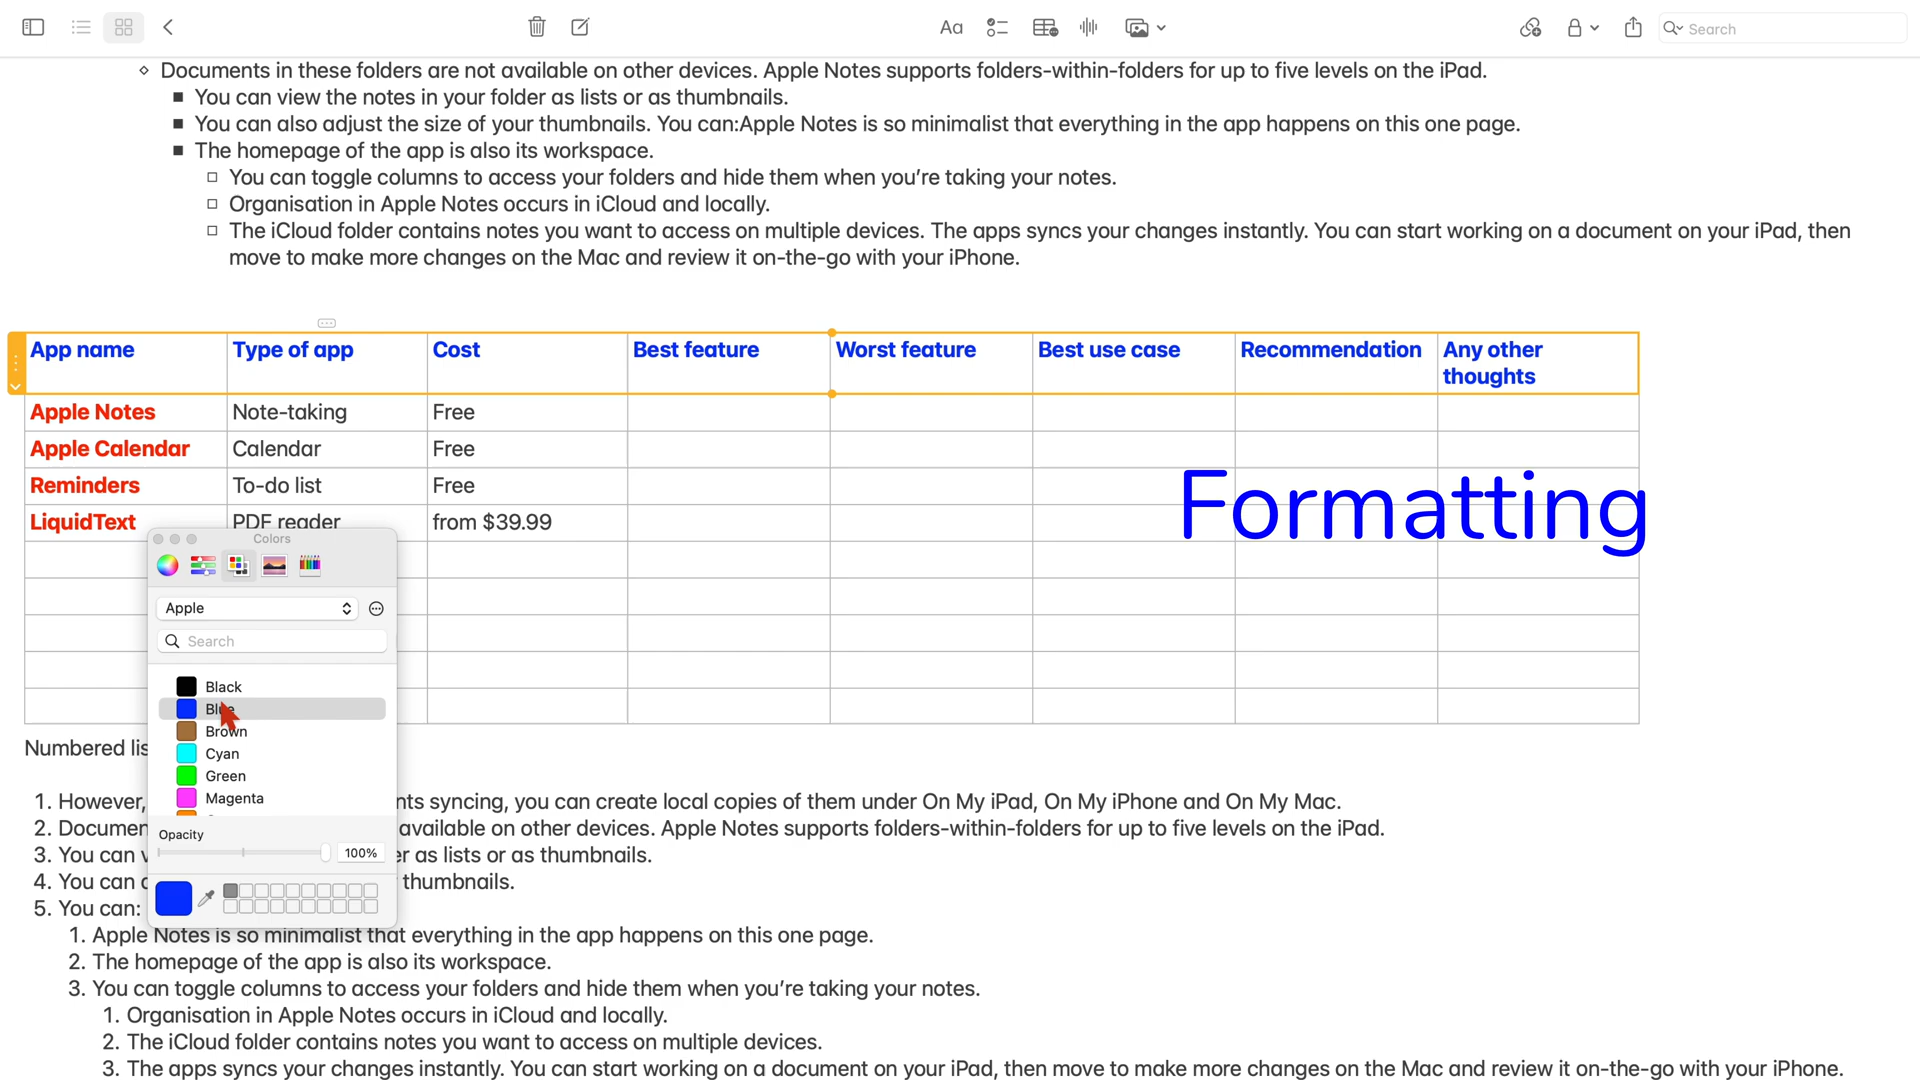 Aa
Search
Documents in these folders are not available on other devices. Apple Notes supports folders-within-folders for up to five levels on the iPad.
You can view the notes in your folder as lists or as thumbnails.
You can also adjust the size of your thumbnails. You can:Apple Notes is so minimalist that everything in the app happens on this one page.
The homepage of the app is also its workspace.
You can toggle columns to access your folders and hide them when you’re taking your notes.
Organisation in Apple Notes occurs in iCloud and locally.
The iCloud folder contains notes you want to access on multiple devices. The apps syncs your changes instantly. You can start working on a document on your iPad, then
move to make more changes on the Mac and review it on-the-go with your iPhone.
App name Type of app Cost Best feature Worst feature Best use case Recommendation Any other
thoughts
Apple Notes Note-taking Free
Apple Calendar Calendar Free
Reminders To-do list Free
Formatting
LiquidText PDF reader from $39.99
Colors
Apple
Search
Black
Blue
Brown
Cyan
Green
Magenta
Opacity
100%
Numbered
1. However, syncing, you can create local copies of them under On My iPad, On My iPhone and On My Mac.
2. available on other devices. Apple Notes supports folders-within-folders for up to five levels on the iPad.
3. You can as lists or as thumbnails.
4. You can thumbnails.
5. You can:
1. Apple Notes is so minimalist that everything in the app happens on this one page.
2. The homepage of the app is also its workspace.
3. You can toggle columns to access your folders and hide them when you’re taking your notes.
1. Organisation in Apple Notes occurs in iCloud and locally.
2. The iCloud folder contains notes you want to access on multiple devices.
3. The apps syncs your changes instantly. You can start working on a document on your iPad, then move to make more changes on the Mac and review it on-the-go with your iPhone.